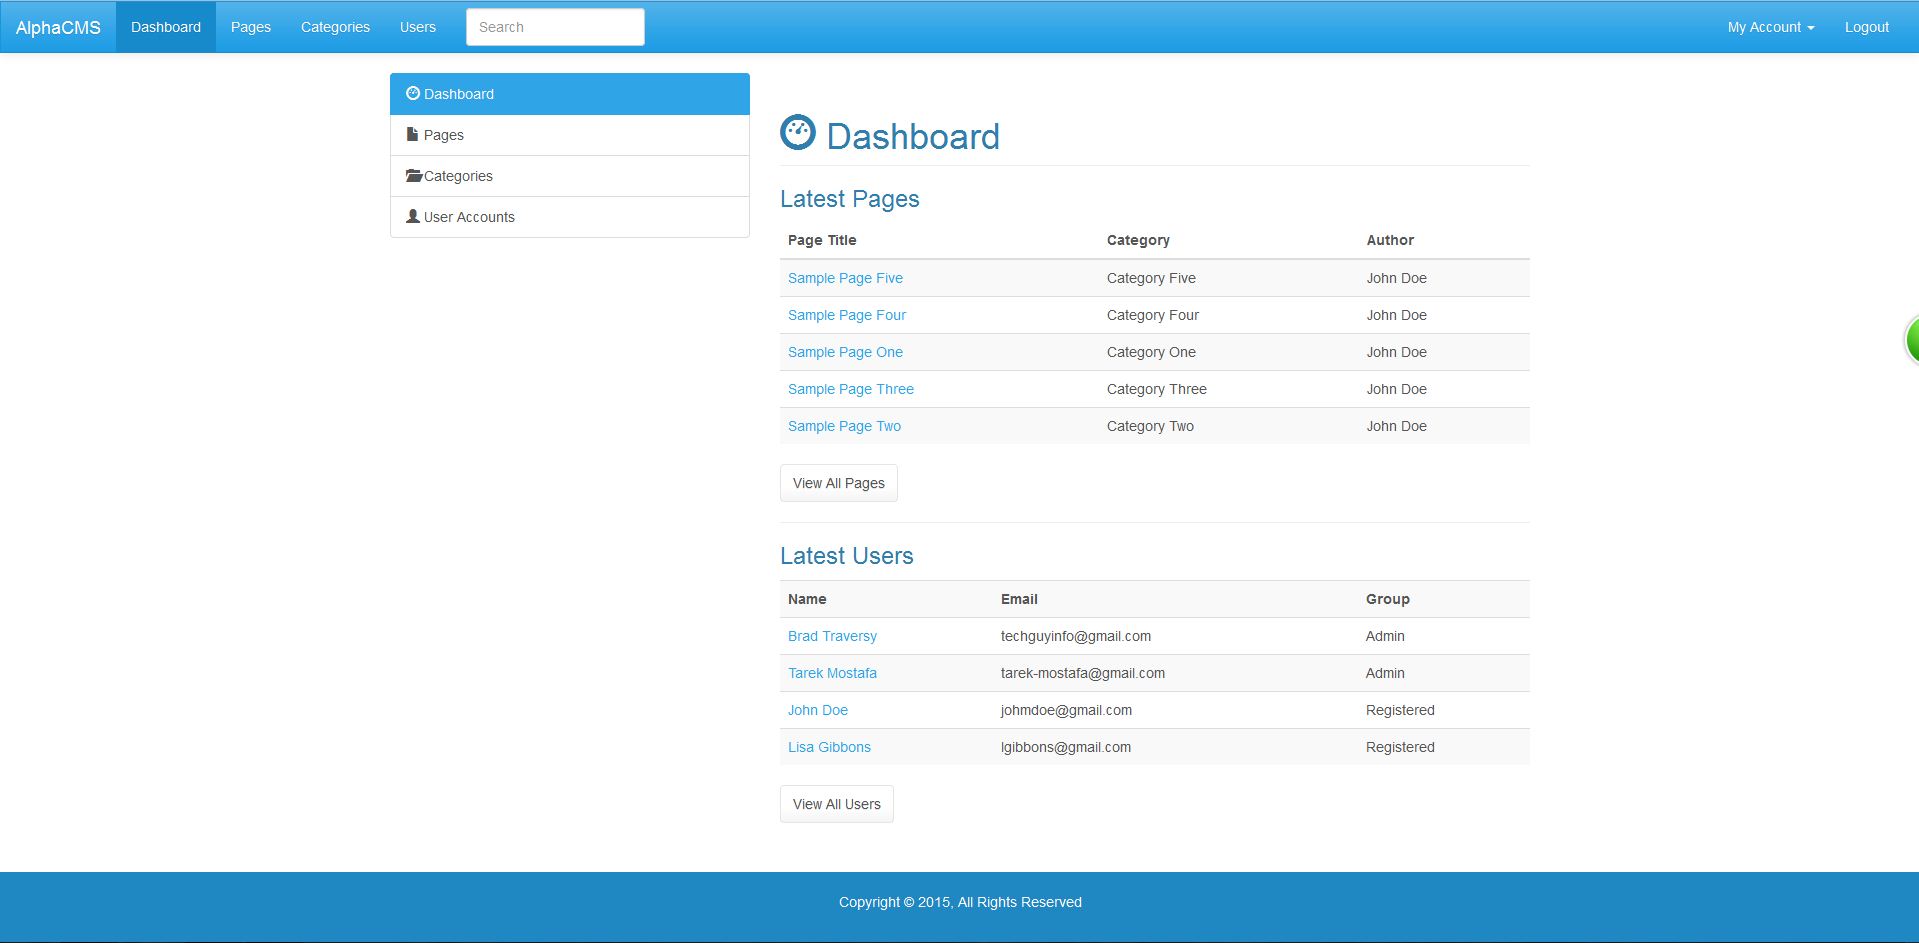 AlphaCMS Dashboard Pages Categories Users Search My Account Logout
Dashboard
Pages
Categories
User Accounts
Dashboard
Latest Pages
Page Title Category Author
Sample Page Five Category Five John Doe
Sample Page Four Category Four John Doe
Sample Page One Category One John Doe
Sample Page Three Category Three John Doe
Sample Page Two Category Two John Doe
View All Pages
Latest Users
Name Email Group
Brad Traversy techguyinfo@gmail.com Admin
Tarek Mostafa tarek-mostafa@gmail.com Admin
John Doe johmdoe@gmail.com Registered
Lisa Gibbons lgibbons@gmail.com Registered
View All Users
Copyright © 2015, All Rights Reserved